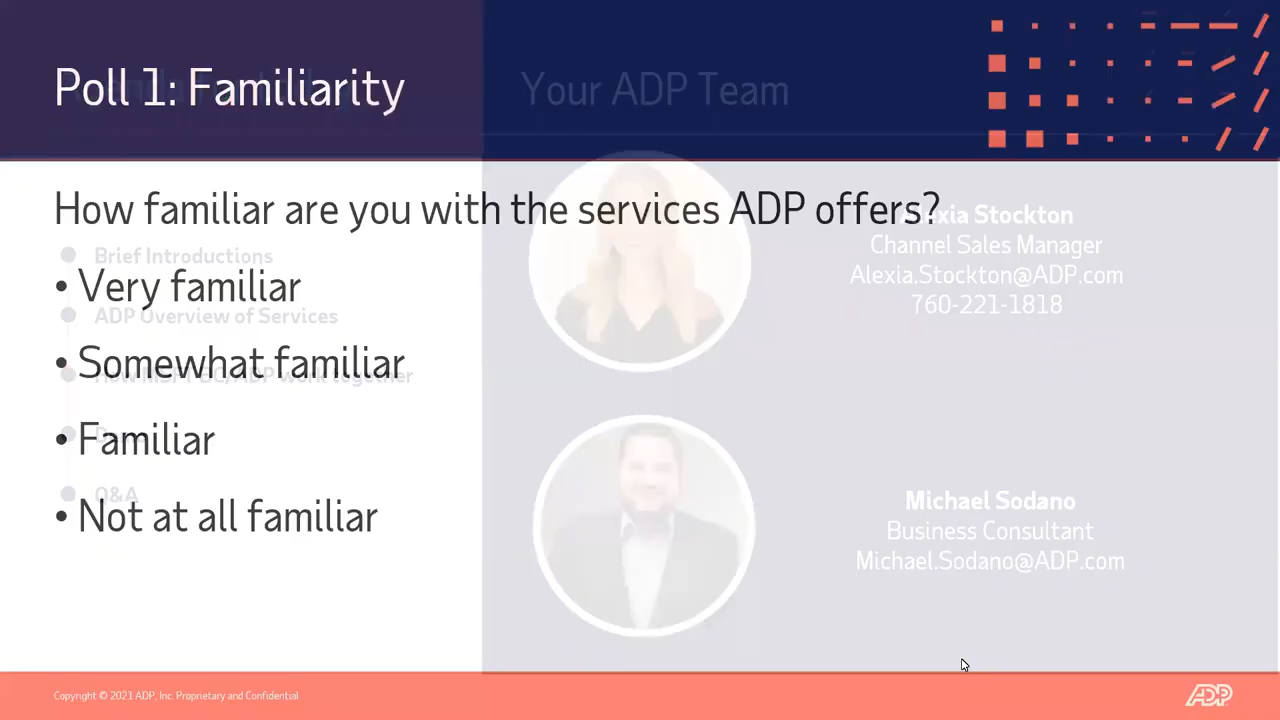 Poll 1: Familiarity
Your ADP Team
How familiar are you with the services ADP offers?
Brief Introductions
• Very familiar
ADP Overview of Services
• Somewhat familiar
• Familiar
Q&A
• Not at all familiar
Alexia Stockton
Channel Sales Manager
Alexia.Stockton@ADP.com
760-221-1818
Michael Sodano
Business Consultant
Michael.Sodano@ADP.com
Copyright © 2021 ADP, Inc. Proprietary and Confidential
ADP